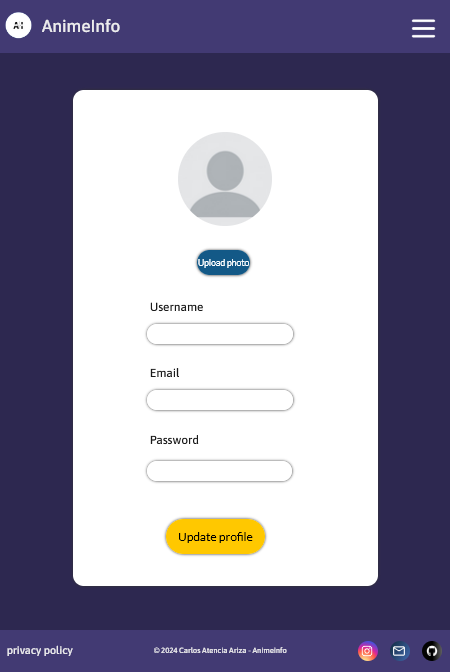 AI
AnimeInfo
Upload photo
Username
Email
Password
Update profile
privacy policy
© 2024 Carlos Atencia Ariza - AnimeInfo